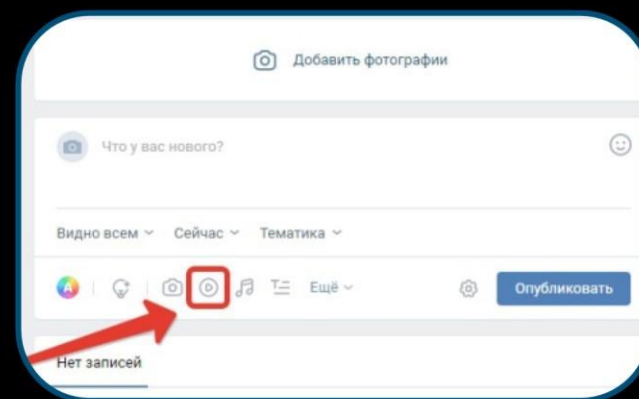 Добавить фотографии
Что у вас нового?
Видно всем Сейчас Тематика
А Ещё Опубликовать
Нет записей